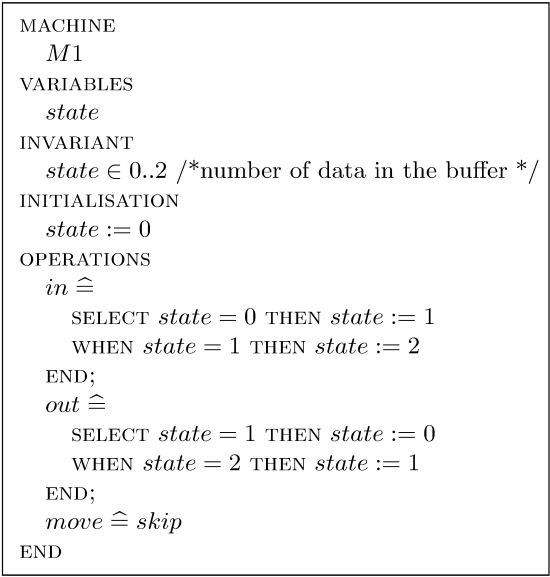 MACHINE
M1
VARIABLES
state
INVARIANT
state ∈ 0..2 /*number of data in the buffer */
INITIALISATION
state := 0
OPERATIONS
in ≙
SELECT state = 0 THEN state := 1
WHEN state = 1 THEN state := 2
END;
out ≙
SELECT state = 1 THEN state := 0
WHEN state = 2 THEN state := 1
END;
move ≙ skip
END